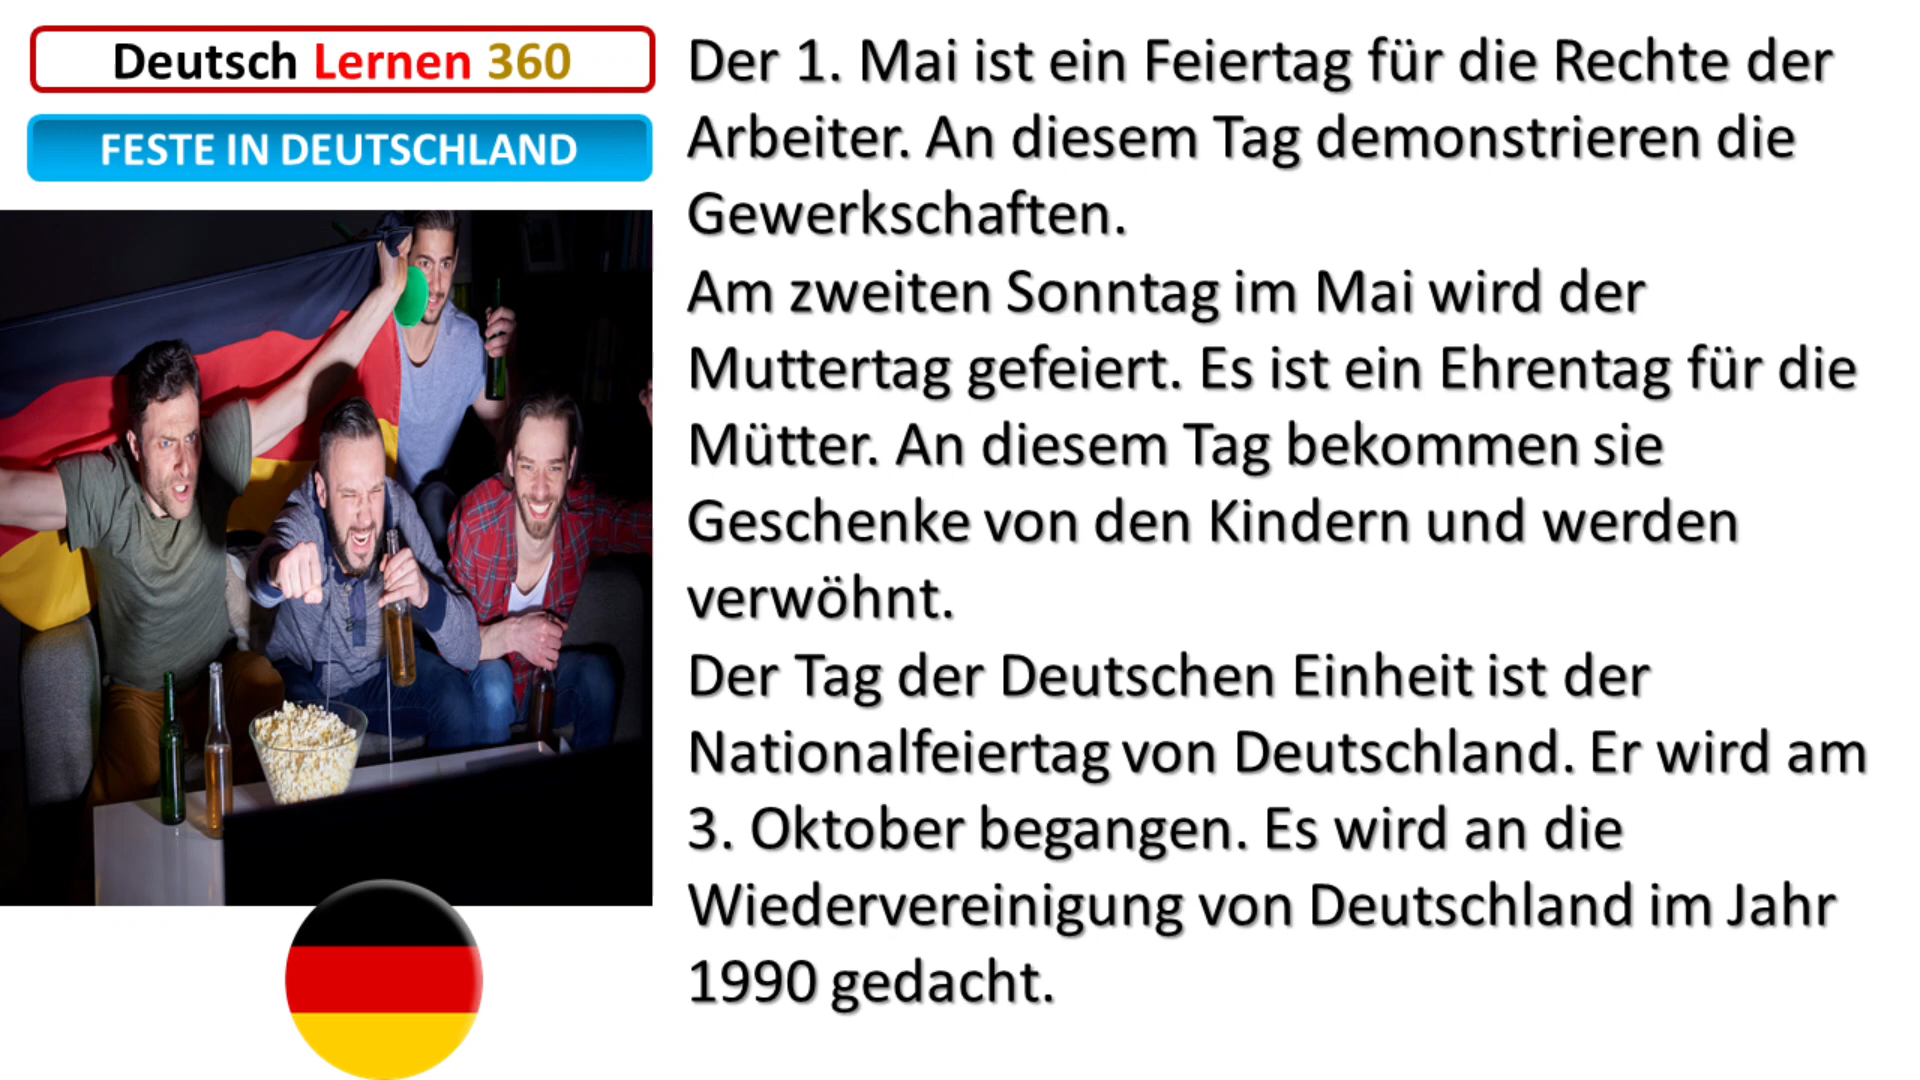 Deutsch Lernen 360
FESTE IN DEUTSCHLAND
Der 1. Mai ist ein Feiertag für die Rechte der
Arbeiter. An diesem Tag demonstrieren die
Gewerkschaften.
Am zweiten Sonntag im Mai wird der
Muttertag gefeiert. Es ist ein Ehrentag für die
Mütter. An diesem Tag bekommen sie
Geschenke von den Kindern und werden
verwöhnt.
Der Tag der Deutschen Einheit ist der
Nationalfeiertag von Deutschland. Er wird am
3. Oktober begangen. Es wird an die
Wiedervereinigung von Deutschland im Jahr
1990 gedacht.